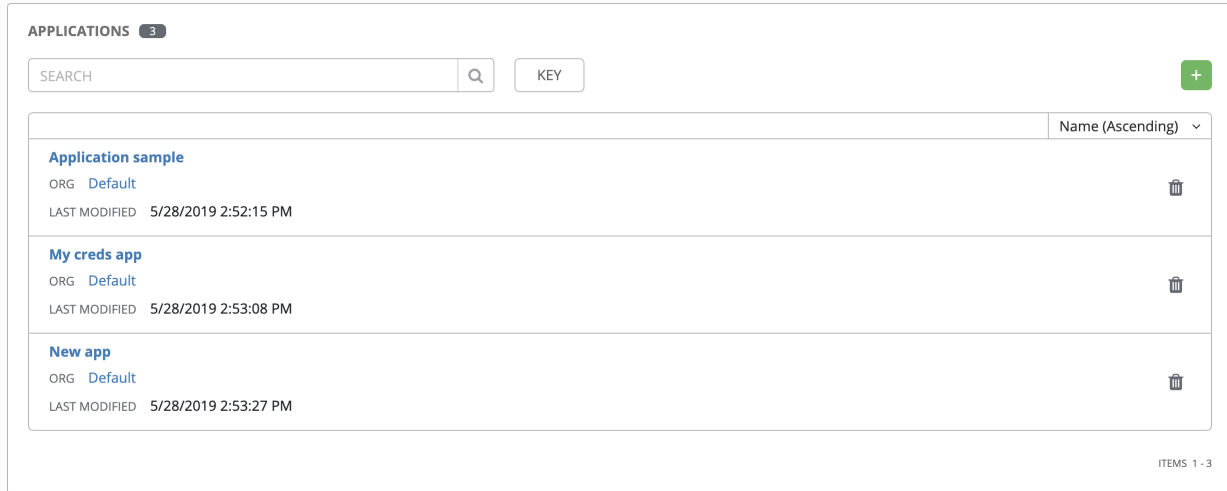 APPLICATIONS 3
SEARCH KEY +
Name (Ascending)
Application sample
ORG Default
LAST MODIFIED 5/28/2019 2:52:15 PM
My creds app
ORG Default
LAST MODIFIED 5/28/2019 2:53:08 PM
New app
ORG Default
LAST MODIFIED 5/28/2019 2:53:27 PM
ITEMS 1 - 3